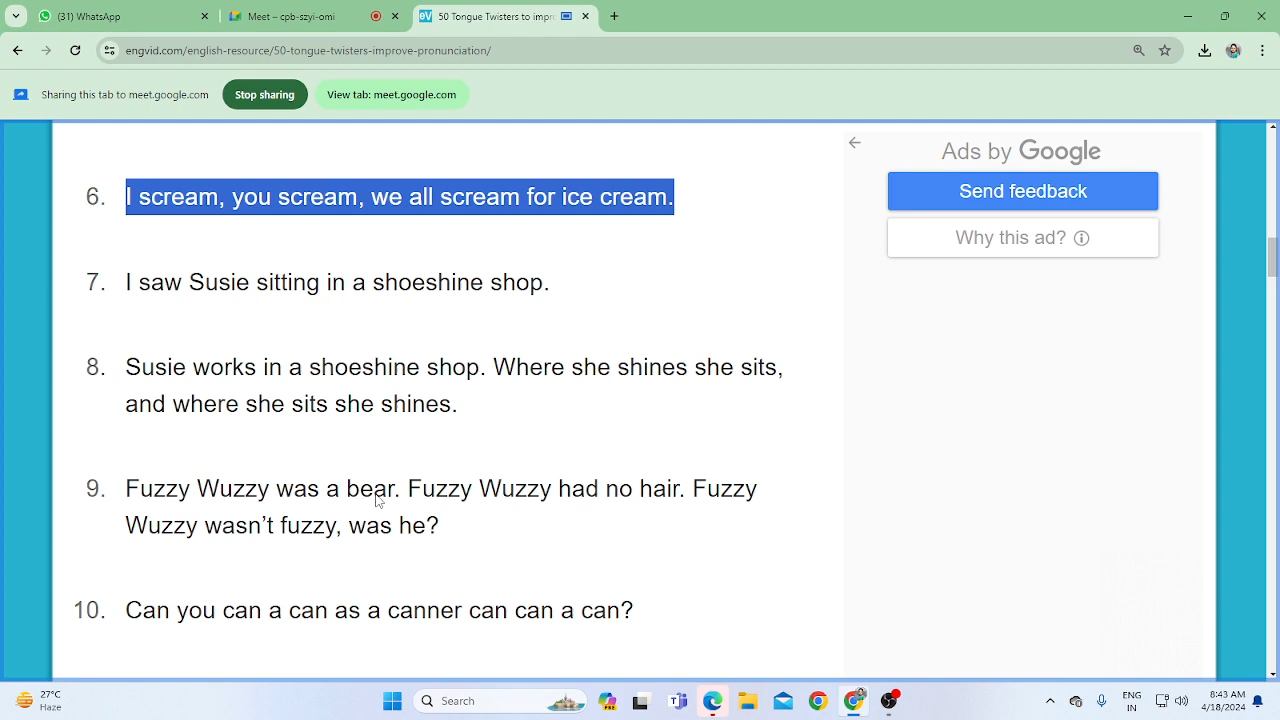 (31) WhatsApp
Meet – cpb-szyi-omi
50 Tongue Twisters to impr
engvid.com/english-resource/50-tongue-twisters-improve-pronunciation/
Sharing this tab to meet.google.com
Stop sharing
View tab: meet.google.com
Ads by Google
Send feedback
Why this ad?
6. I scream, you scream, we all scream for ice cream.
7. I saw Susie sitting in a shoeshine shop.
8. Susie works in a shoeshine shop. Where she shines she sits,
and where she sits she shines.
9. Fuzzy Wuzzy was a bear. Fuzzy Wuzzy had no hair. Fuzzy
Wuzzy wasn’t fuzzy, was he?
10. Can you can a can as a canner can can a can?
27°C
Haze
Search
ENG
IN
8:43 AM
4/18/2024